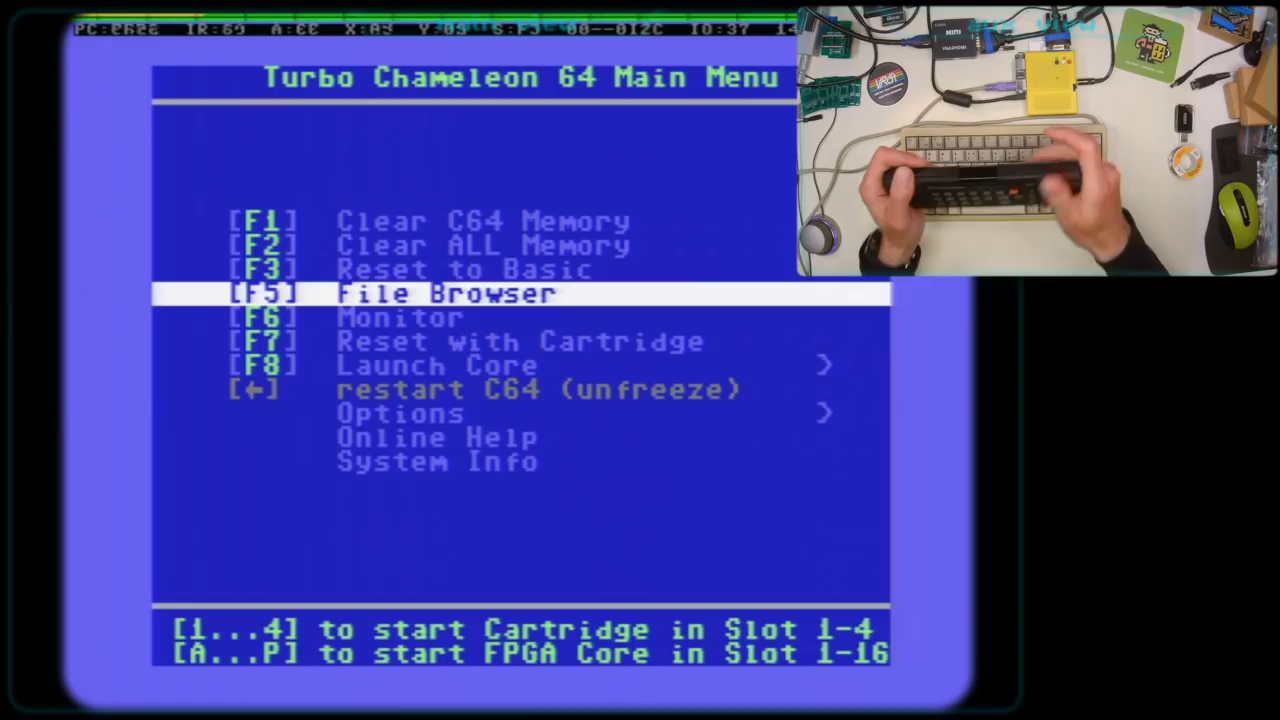 Turbo Chameleon 64 Main Menu
[F1] Clear C64 Memory
[F2] Clear ALL Memory
[F3] Reset to Basic
[F5] File Browser
[F6] Monitor
[F7] Reset with Cartridge
[F8] Launch Core >
[←] restart C64 (unfreeze)
Options >
Online Help
System Info
[1...4] to start Cartridge in Slot 1-4
[A...P] to start FPGA Core in Slot 1-16
MINI